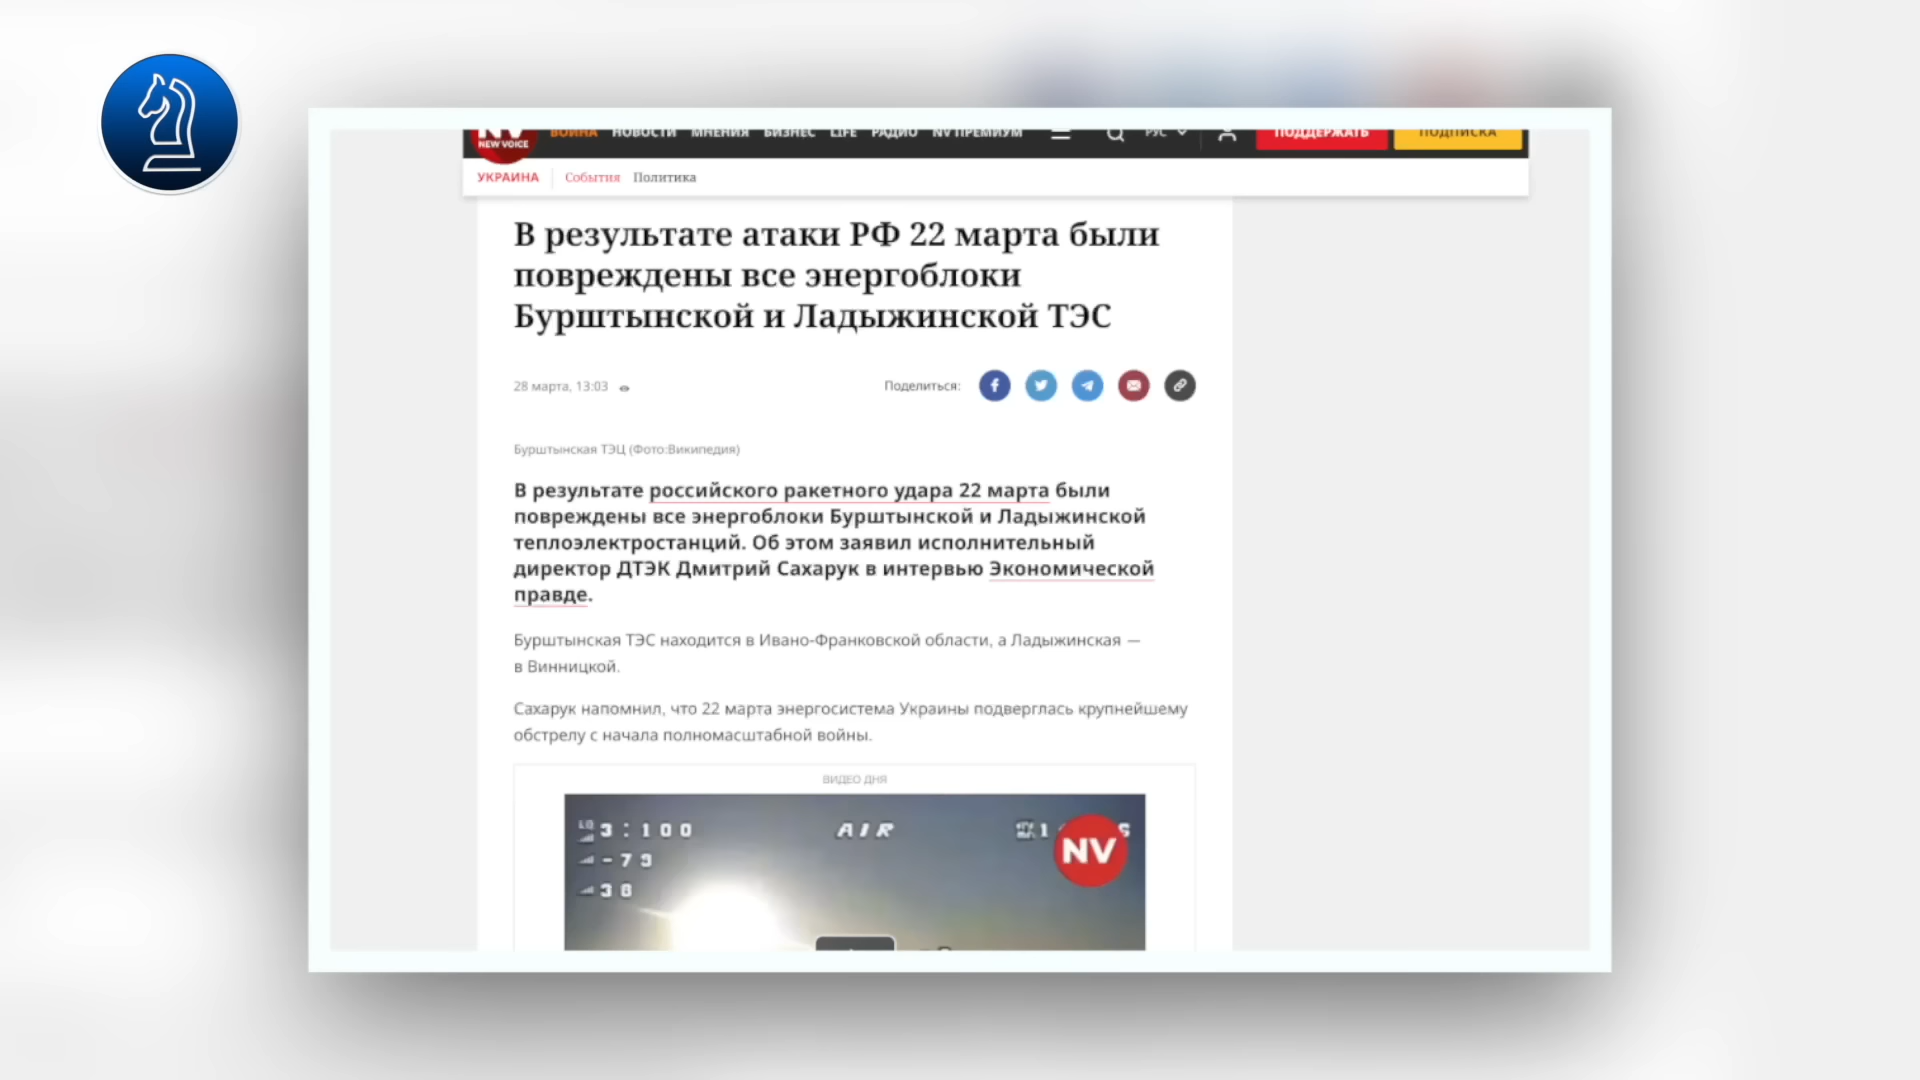 NV
NEW VOICE
ВОЙНА НОВОСТИ МНЕНИЯ БИЗНЕС LIFE РАДИО NV ПРЕМИУМ РУС ПОДДЕРЖАТЬ ПОДПИСКА
УКРАИНА События Политика
В результате атаки РФ 22 марта были
повреждены все энергоблоки
Бурштынской и Ладыжинской ТЭС
28 марта, 13:03 Поделиться:
Бурштынская ТЭЦ (Фото:Википедия)
В результате российского ракетного удара 22 марта были
повреждены все энергоблоки Бурштынской и Ладыжинской
теплоэлектростанций. Об этом заявил исполнительный
директор ДТЭК Дмитрий Сахарук в интервью Экономической
правде.
Бурштынская ТЭС находится в Ивано-Франковской области, а Ладыжинская —
в Винницкой.
Сахарук напомнил, что 22 марта энергосистема Украины подверглась крупнейшему
обстрелу с начала полномасштабной войны.
ВИДЕО ДНЯ
3:100 AIR
NV
-79
38